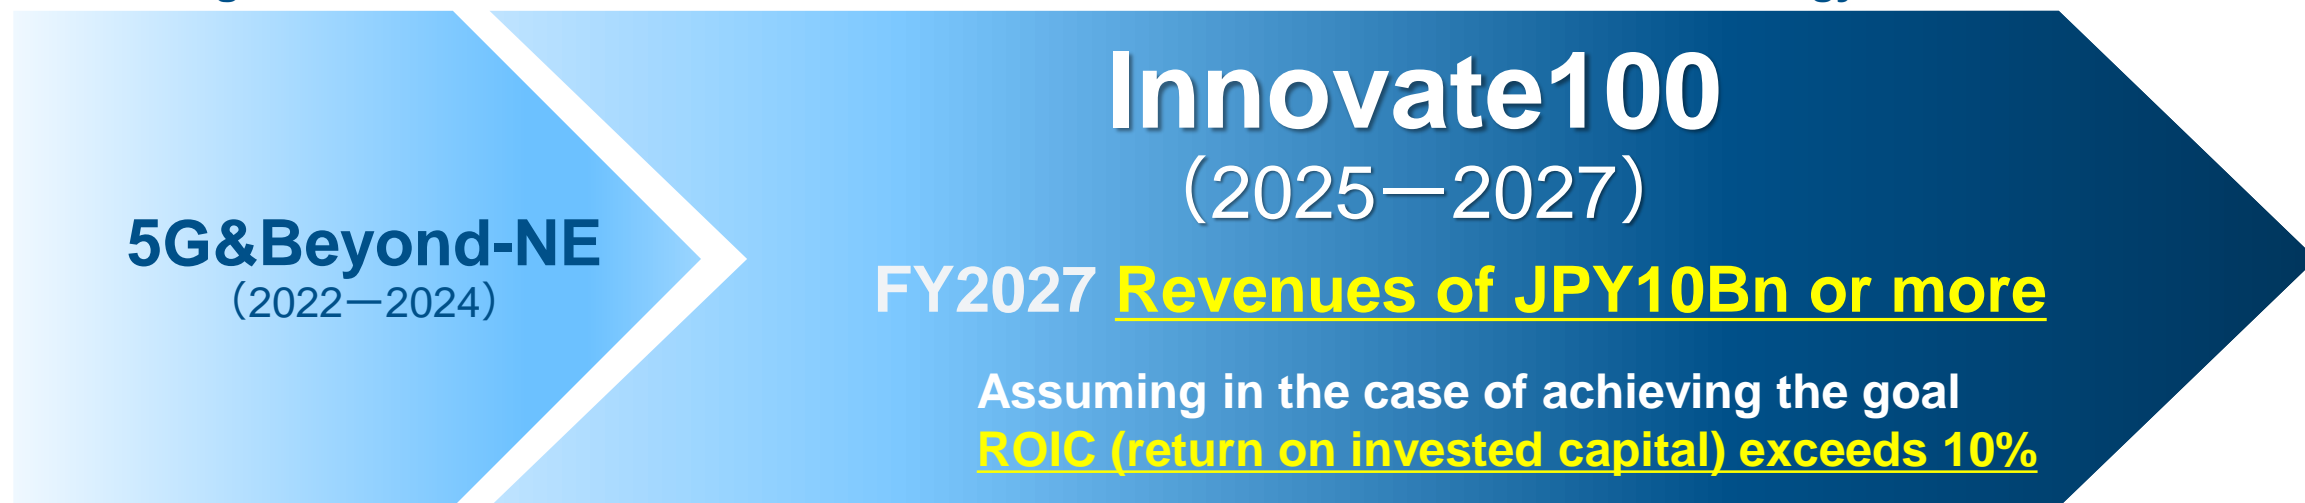 5G&Beyond-NE
（2022－2024）
Innovate100
（2025－2027）
FY2027 Revenues of JPY10Bn or more
Assuming in the case of achieving the goal
ROIC (return on invested capital) exceeds 10%